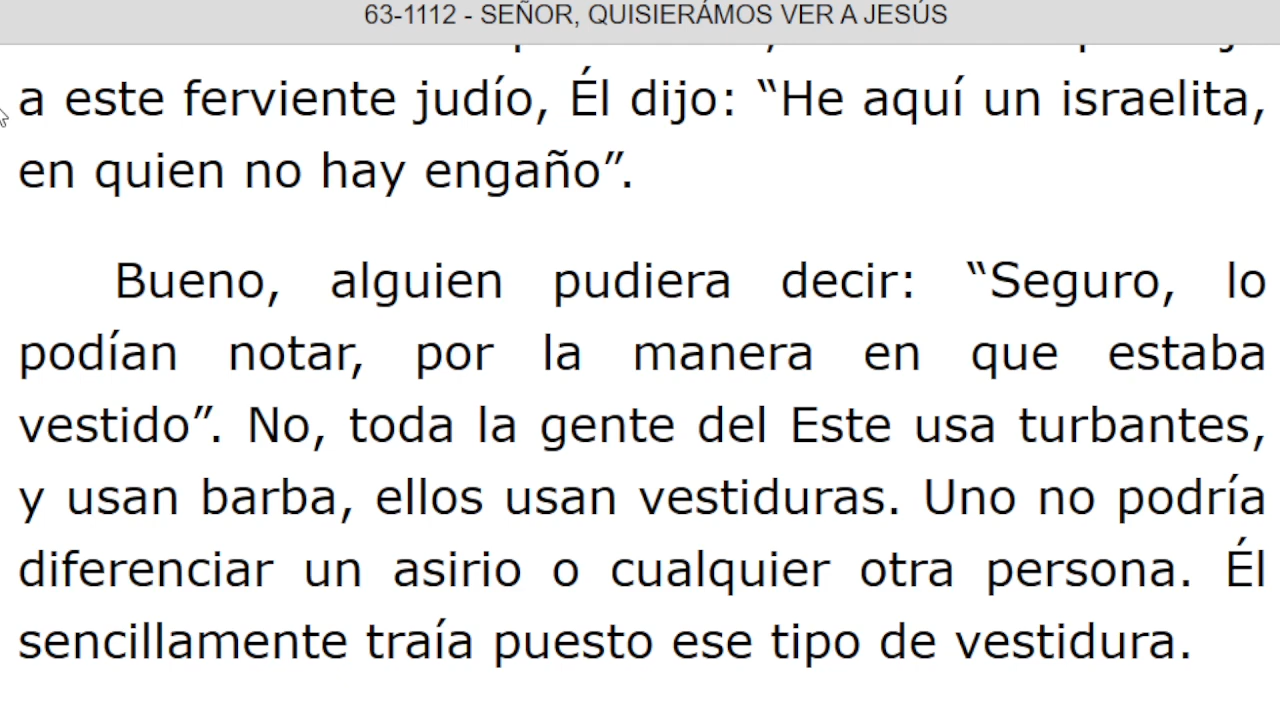 63-1112 - SEÑOR, QUISIERÁMOS VER A JESÚS
a este ferviente judío, Él dijo: “He aquí un israelita,
en quien no hay engaño”.
Bueno, alguien pudiera decir: “Seguro, lo
podían notar, por la manera en que estaba
vestido”. No, toda la gente del Este usa turbantes,
y usan barba, ellos usan vestiduras. Uno no podría
diferenciar un asirio o cualquier otra persona. Él
sencillamente traía puesto ese tipo de vestidura.